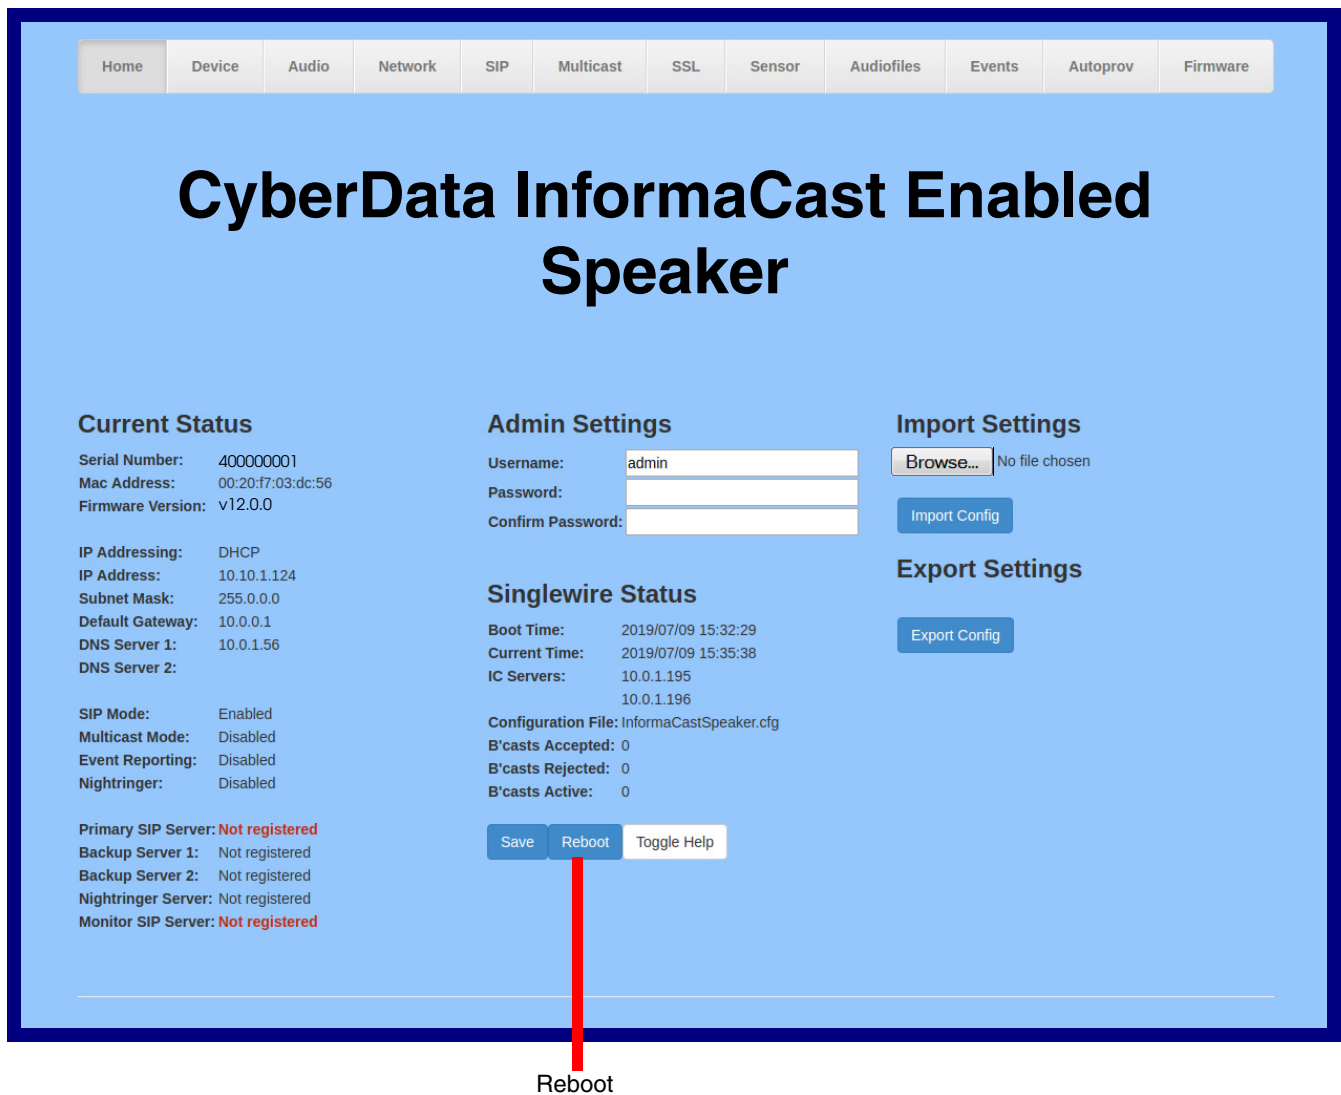 Home Device Audio Network SIP Multicast SSL Sensor Audiofiles Events Autoprov Firmware
CyberData InformaCast Enabled
Speaker
Current Status
Serial Number: 400000001
Mac Address: 00:20:f7:03:dc:56
Firmware Version: v12.0.0
IP Addressing: DHCP
IP Address: 10.10.1.124
Subnet Mask: 255.0.0.0
Default Gateway: 10.0.0.1
DNS Server 1: 10.0.1.56
DNS Server 2:
SIP Mode: Enabled
Multicast Mode: Disabled
Event Reporting: Disabled
Nightringer: Disabled
Primary SIP Server: Not registered
Backup Server 1: Not registered
Backup Server 2: Not registered
Nightringer Server: Not registered
Monitor SIP Server: Not registered
Admin Settings
Username: admin
Password:
Confirm Password:
Singlewire Status
Boot Time: 2019/07/09 15:32:29
Current Time: 2019/07/09 15:35:38
IC Servers: 10.0.1.195
10.0.1.196
Configuration File: InformaCastSpeaker.cfg
B'casts Accepted: 0
B'casts Rejected: 0
B'casts Active: 0
Save Reboot Toggle Help
Import Settings
Browse... No file chosen
Import Config
Export Settings
Export Config
Reboot